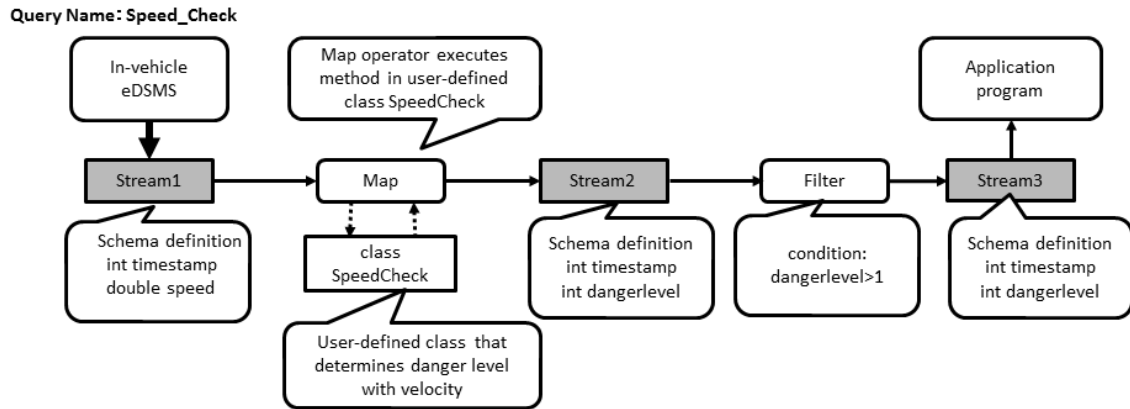 Query Name: Speed_Check
In-vehicle
eDSMS
Map operator executes
method in user-defined
class SpeedCheck
Application
program
Stream1
Map
Stream2
Filter
Stream3
Schema definition
int timestamp
double speed
class
SpeedCheck
Schema definition
int timestamp
int dangerlevel
condition:
dangerlevel>1
Schema definition
int timestamp
int dangerlevel
User-defined class that
determines danger level
with velocity